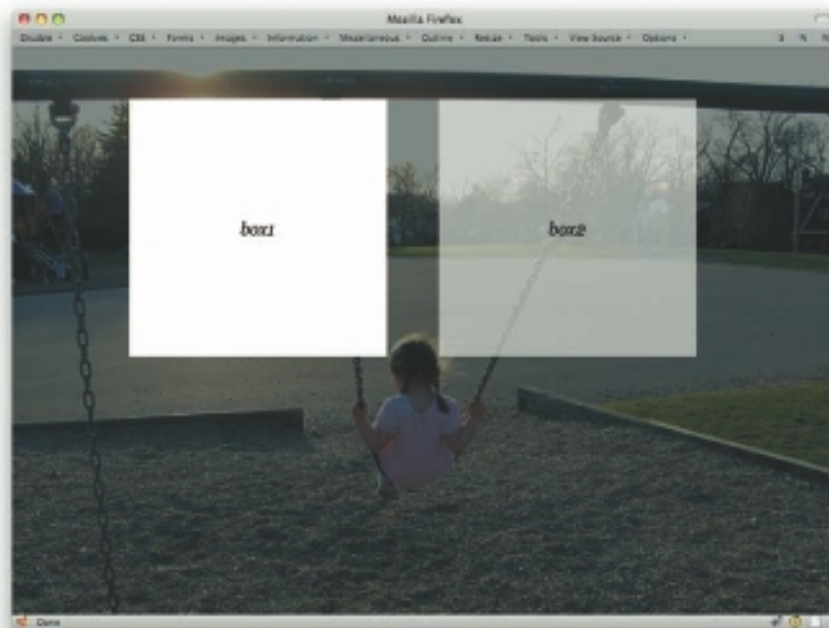 Mozilla Firefox
Disable Cookies CSS Forms Images Information Miscellaneous Outline Resize Tools View Source Options
box1
box2
Done